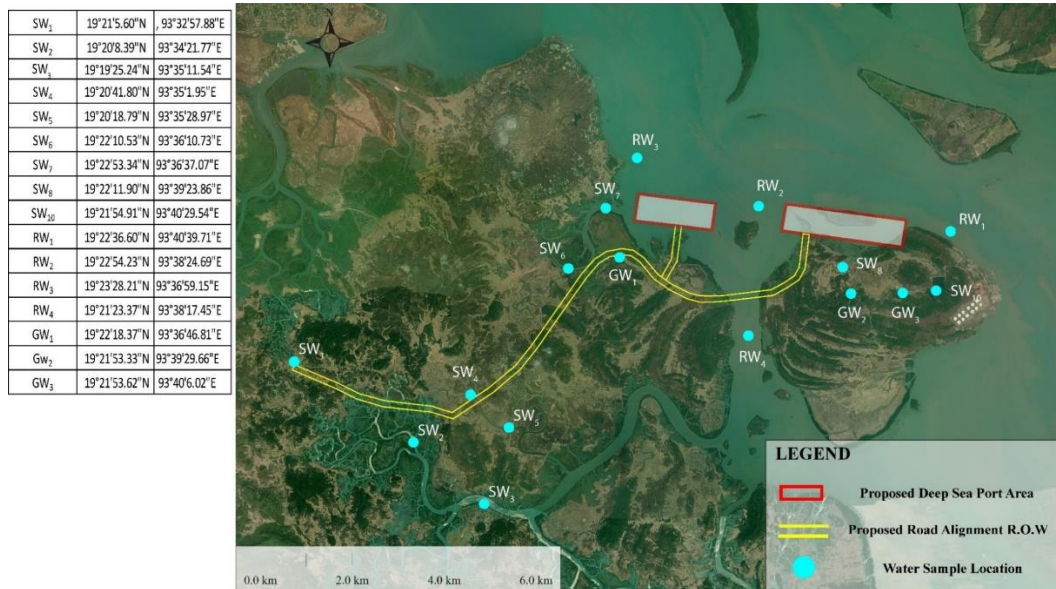 SW₁ 19°21'5.60"N , 93°32'57.88"E
SW₂ 19°20'8.39"N 93°34'21.77"E
SW₃ 19°19'25.24"N 93°35'11.54"E
SW₄ 19°20'41.80"N 93°35'1.95"E
SW₅ 19°20'18.79"N 93°35'28.97"E
SW₆ 19°22'10.53"N 93°36'10.73"E
SW₇ 19°22'53.34"N 93°36'37.07"E
SW₈ 19°22'11.90"N 93°39'23.86"E
SW₁₀ 19°21'54.91"N 93°40'29.54"E
RW₁ 19°22'36.60"N 93°40'39.71"E
RW₂ 19°22'54.23"N 93°38'24.69"E
RW₃ 19°23'28.21"N 93°36'59.15"E
RW₄ 19°21'23.37"N 93°38'17.45"E
GW₁ 19°22'18.37"N 93°36'46.81"E
Gw₂ 19°21'53.33"N 93°39'29.66"E
GW₃ 19°21'53.62"N 93°40'6.02"E
N
RW₃
SW₇
RW₂
RW₁
SW₆
GW₁
SW₈
GW₂
GW₃
SW₁₀
RW₄
SW₁
SW₄
SW₅
SW₂
SW₃
LEGEND
Proposed Deep Sea Port Area
Proposed Road Alignment R.O.W
Water Sample Location
0.0 km 2.0 km 4.0 km 6.0 km